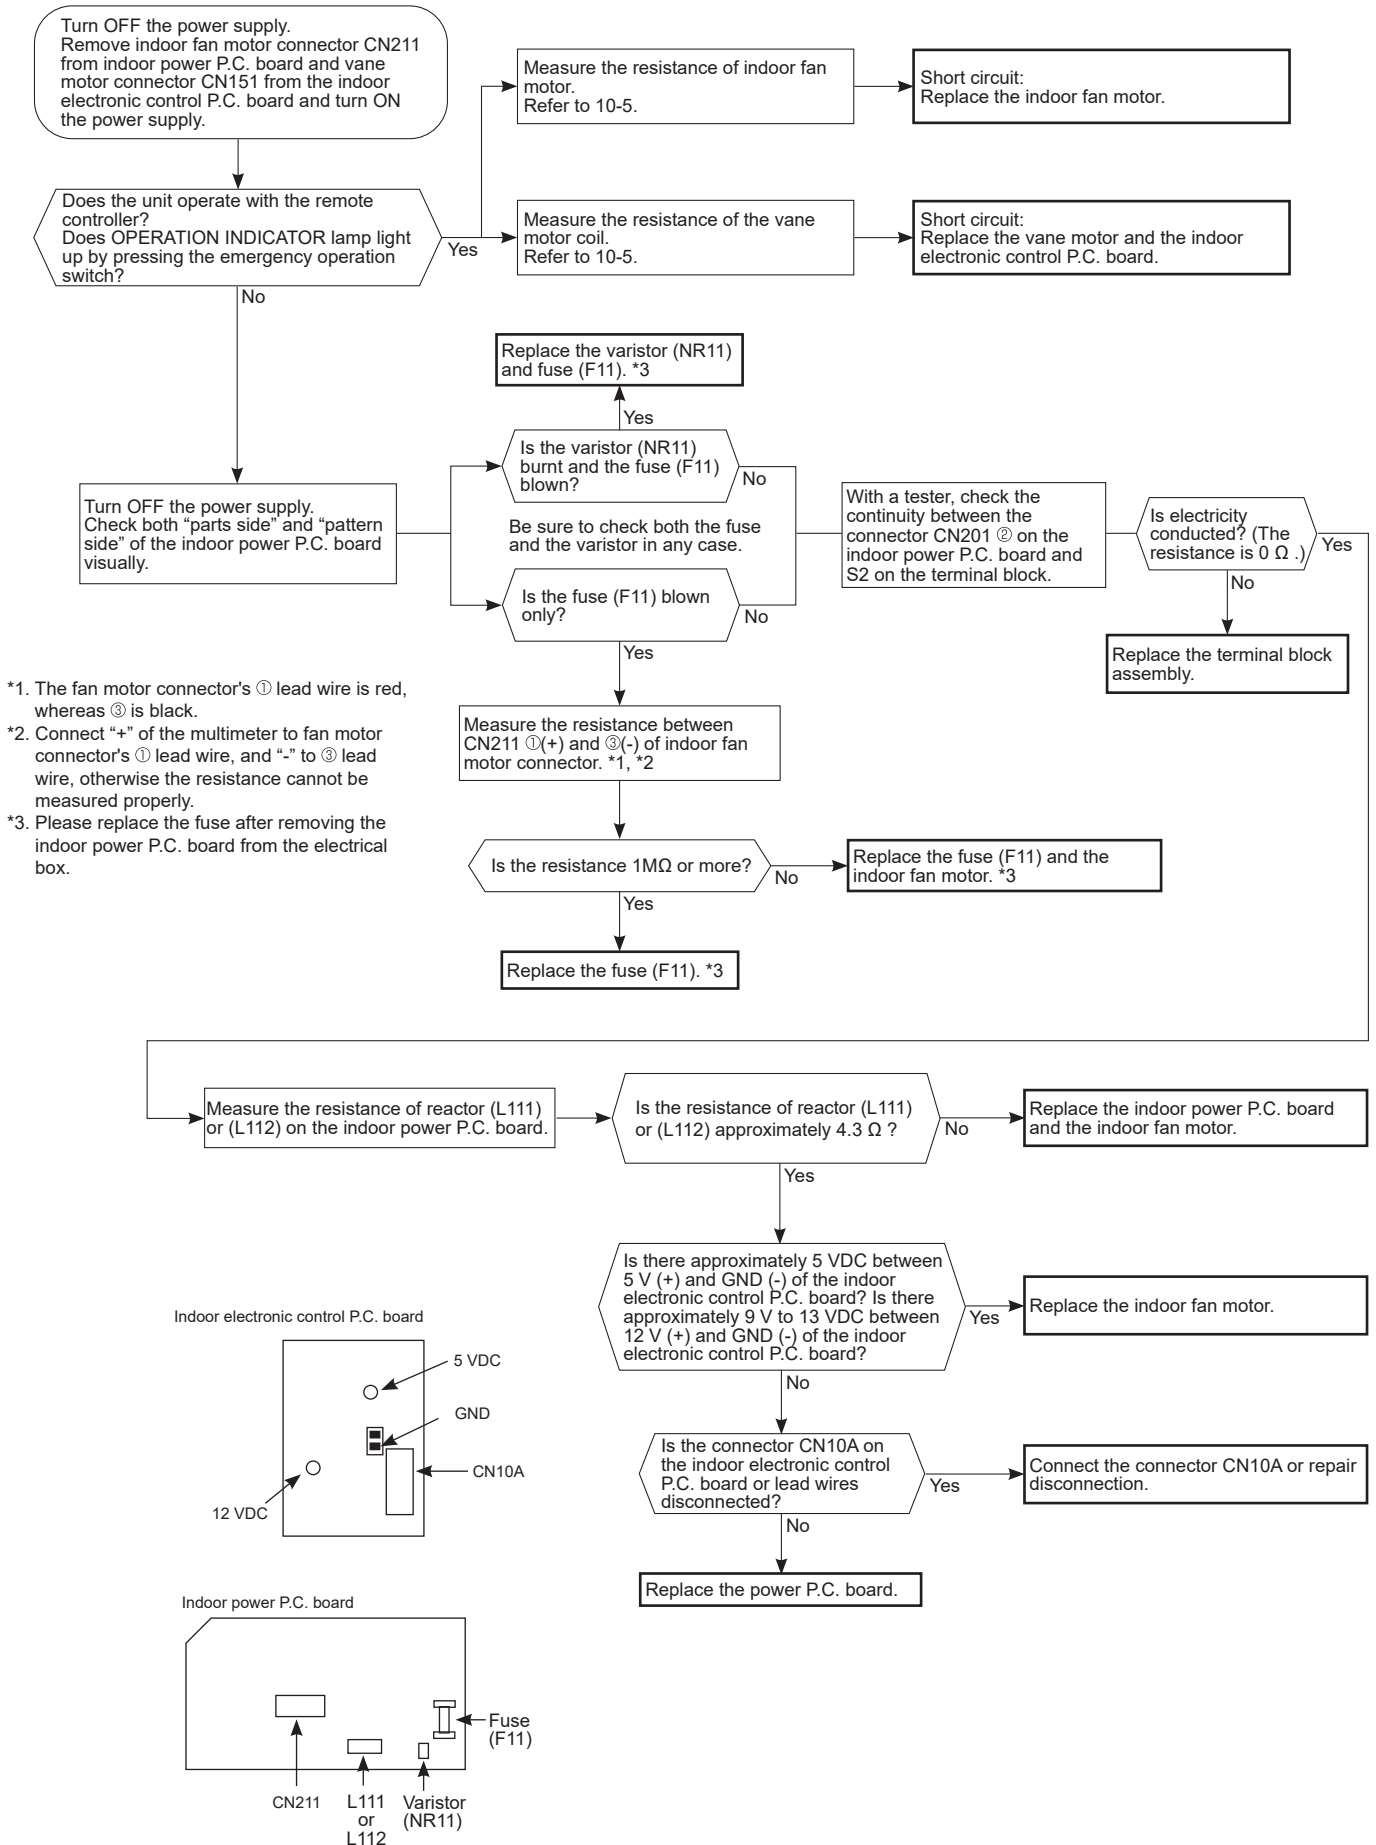 Turn OFF the power supply.
Remove indoor fan motor connector CN211
from indoor power P.C. board and vane
motor connector CN151 from the indoor
electronic control P.C. board and turn ON
the power supply.
Measure the resistance of indoor fan
motor.
Refer to 10-5.
Short circuit:
Replace the indoor fan motor.
Does the unit operate with the remote
controller?
Does OPERATION INDICATOR lamp light
up by pressing the emergency operation
switch?
Yes
Measure the resistance of the vane
motor coil.
Refer to 10-5.
Short circuit:
Replace the vane motor and the indoor
electronic control P.C. board.
No
Replace the varistor (NR11)
and fuse (F11). *3
Yes
Is the varistor (NR11)
burnt and the fuse (F11)
blown?
No
Turn OFF the power supply.
Check both “parts side” and “pattern
side” of the indoor power P.C. board
visually.
Be sure to check both the fuse
and the varistor in any case.
With a tester, check the
continuity between the
connector CN201 ② on the
indoor power P.C. board and
S2 on the terminal block.
Is electricity
conducted? (The
resistance is 0 Ω .)
Yes
No
Replace the terminal block
assembly.
Is the fuse (F11) blown
only?
No
Yes
*1. The fan motor connector's ① lead wire is red,
whereas ③ is black.
*2. Connect “+” of the multimeter to fan motor
connector's ① lead wire, and “-” to ③ lead
wire, otherwise the resistance cannot be
measured properly.
*3. Please replace the fuse after removing the
indoor power P.C. board from the electrical
box.
Measure the resistance between
CN211 ①(+) and ③(-) of indoor fan
motor connector. *1, *2
Is the resistance 1MΩ or more?
No
Replace the fuse (F11) and the
indoor fan motor. *3
Yes
Replace the fuse (F11). *3
Measure the resistance of reactor (L111)
or (L112) on the indoor power P.C. board.
Is the resistance of reactor (L111)
or (L112) approximately 4.3 Ω ?
No
Replace the indoor power P.C. board
and the indoor fan motor.
Yes
Is there approximately 5 VDC between
5 V (+) and GND (-) of the indoor
electronic control P.C. board? Is there
approximately 9 V to 13 VDC between
12 V (+) and GND (-) of the indoor
electronic control P.C. board?
Yes
Replace the indoor fan motor.
No
Is the connector CN10A on
the indoor electronic control
P.C. board or lead wires
disconnected?
Yes
Connect the connector CN10A or repair
disconnection.
No
Replace the power P.C. board.
Indoor electronic control P.C. board
5 VDC
GND
CN10A
12 VDC
Indoor power P.C. board
Fuse
(F11)
CN211
L111
or
L112
Varistor
(NR11)